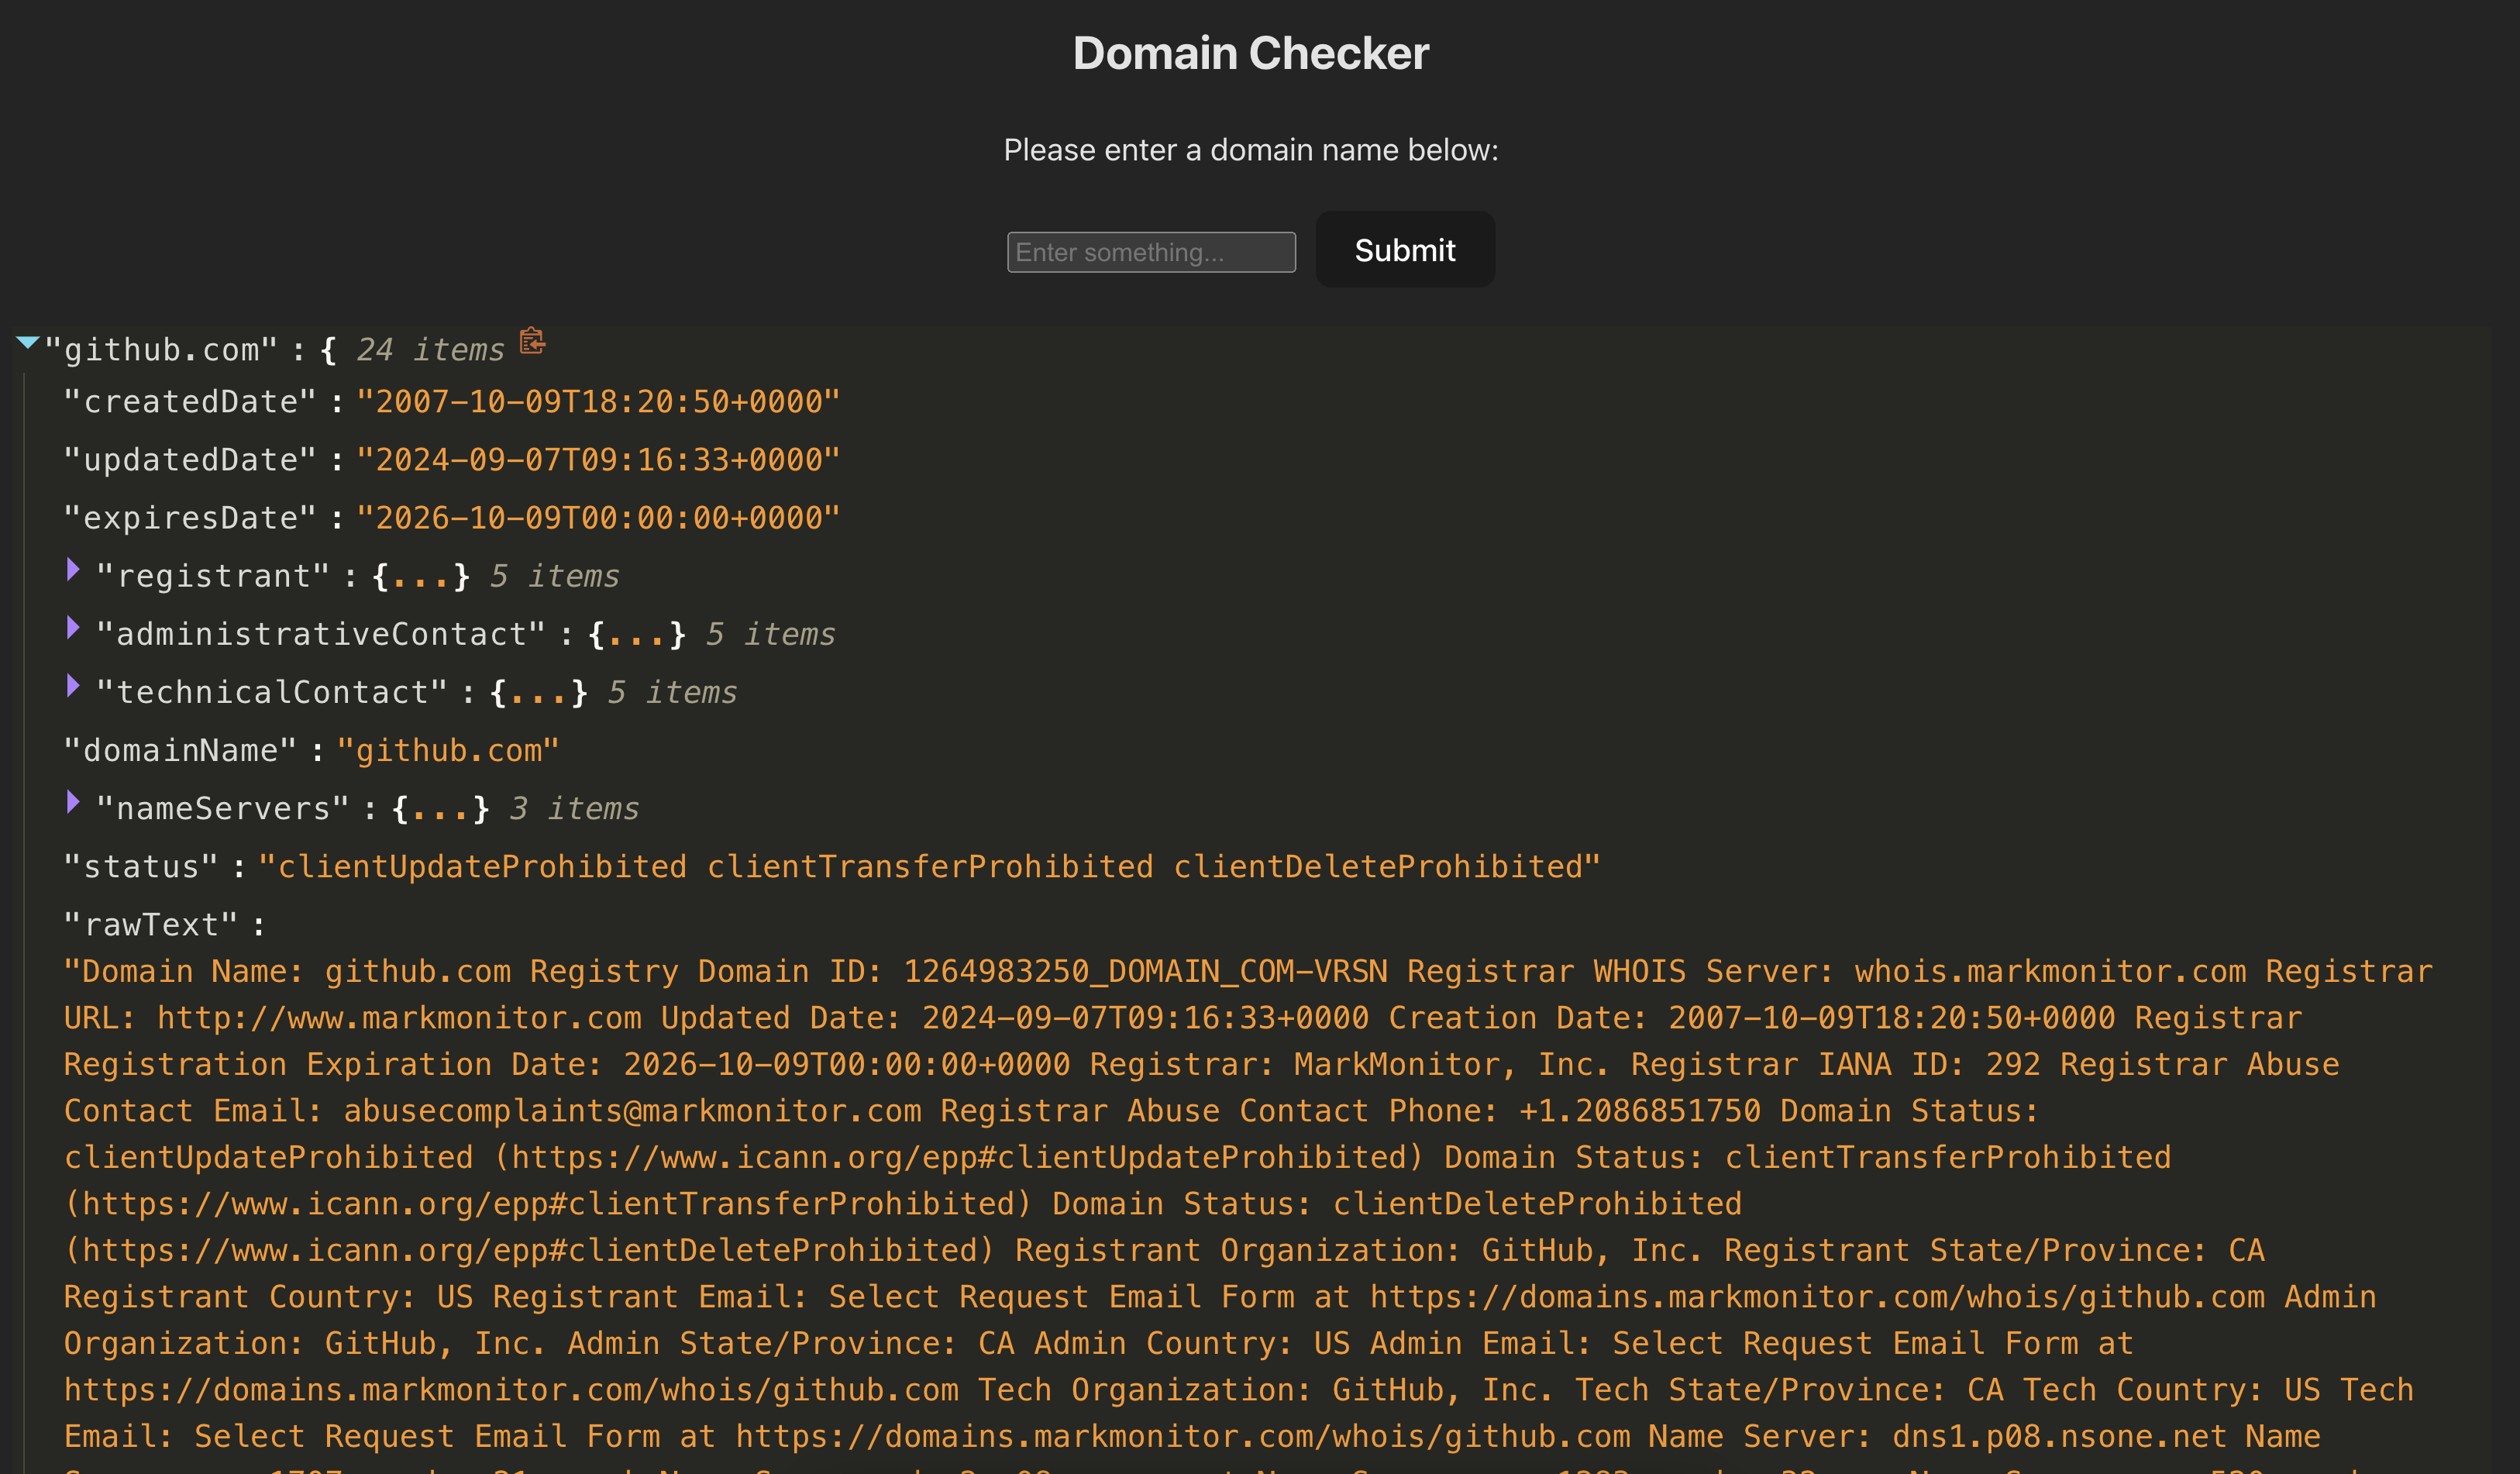 Domain Checker
Please enter a domain name below:
Enter something...
Submit
"github.com" : { 24 items
"createdDate" : "2007-10-09T18:20:50+0000"
"updatedDate" : "2024-09-07T09:16:33+0000"
"expiresDate" : "2026-10-09T00:00:00+0000"
"registrant" : {...} 5 items
"administrativeContact" : {...} 5 items
"technicalContact" : {...} 5 items
"domainName" : "github.com"
"nameServers" : {...} 3 items
"status" : "clientUpdateProhibited clientTransferProhibited clientDeleteProhibited"
"rawText" :
"Domain Name: github.com Registry Domain ID: 1264983250_DOMAIN_COM-VRSN Registrar WHOIS Server: whois.markmonitor.com Registrar
URL: http://www.markmonitor.com Updated Date: 2024-09-07T09:16:33+0000 Creation Date: 2007-10-09T18:20:50+0000 Registrar
Registration Expiration Date: 2026-10-09T00:00:00+0000 Registrar: MarkMonitor, Inc. Registrar IANA ID: 292 Registrar Abuse
Contact Email: abusecomplaints@markmonitor.com Registrar Abuse Contact Phone: +1.2086851750 Domain Status:
clientUpdateProhibited (https://www.icann.org/epp#clientUpdateProhibited) Domain Status: clientTransferProhibited
(https://www.icann.org/epp#clientTransferProhibited) Domain Status: clientDeleteProhibited
(https://www.icann.org/epp#clientDeleteProhibited) Registrant Organization: GitHub, Inc. Registrant State/Province: CA
Registrant Country: US Registrant Email: Select Request Email Form at https://domains.markmonitor.com/whois/github.com Admin
Organization: GitHub, Inc. Admin State/Province: CA Admin Country: US Admin Email: Select Request Email Form at
https://domains.markmonitor.com/whois/github.com Tech Organization: GitHub, Inc. Tech State/Province: CA Tech Country: US Tech
Email: Select Request Email Form at https://domains.markmonitor.com/whois/github.com Name Server: dns1.p08.nsone.net Name